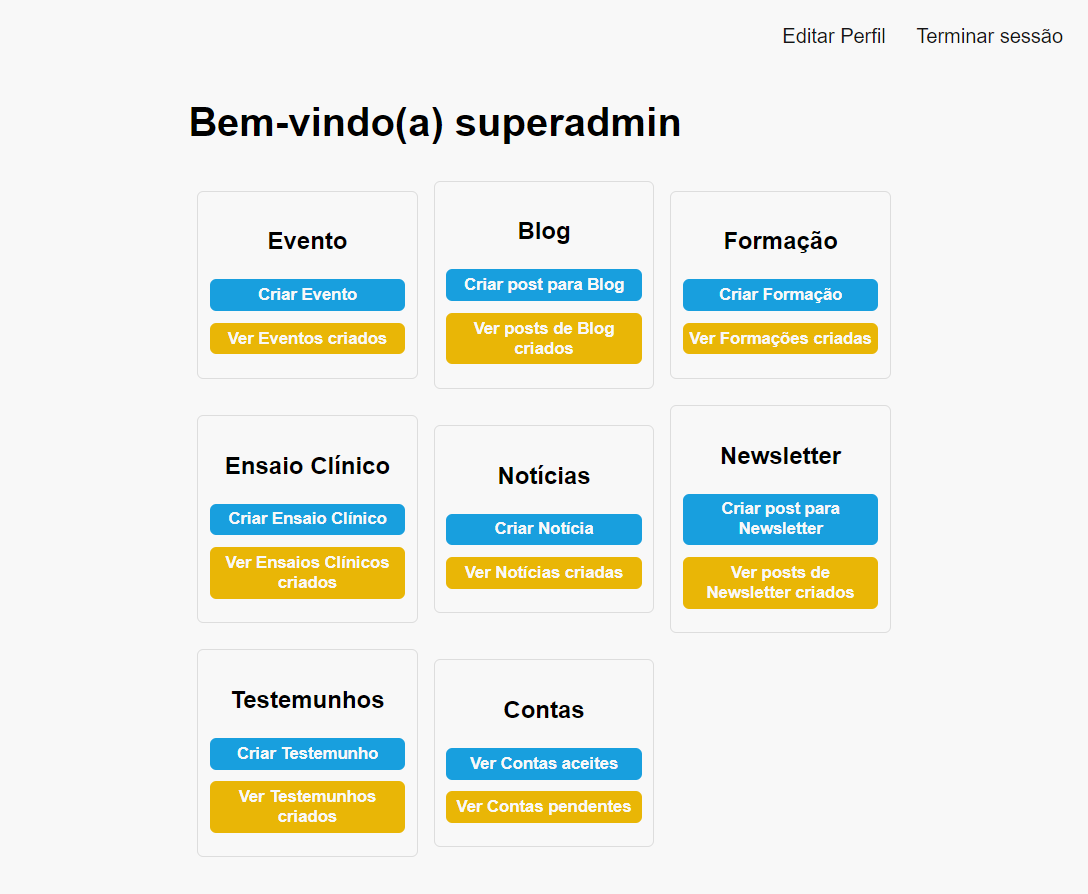 Editar Perfil
Terminar sessão
Bem-vindo(a) superadmin
Evento
Criar Evento
Ver Eventos criados
Blog
Criar post para Blog
Ver posts de Blog
criados
Formação
Criar Formação
Ver Formações criadas
Ensaio Clínico
Criar Ensaio Clínico
Ver Ensaios Clínicos
criados
Notícias
Criar Notícia
Ver Notícias criadas
Newsletter
Criar post para
Newsletter
Ver posts de
Newsletter criados
Testemunhos
Criar Testemunho
Ver Testemunhos
criados
Contas
Ver Contas aceites
Ver Contas pendentes